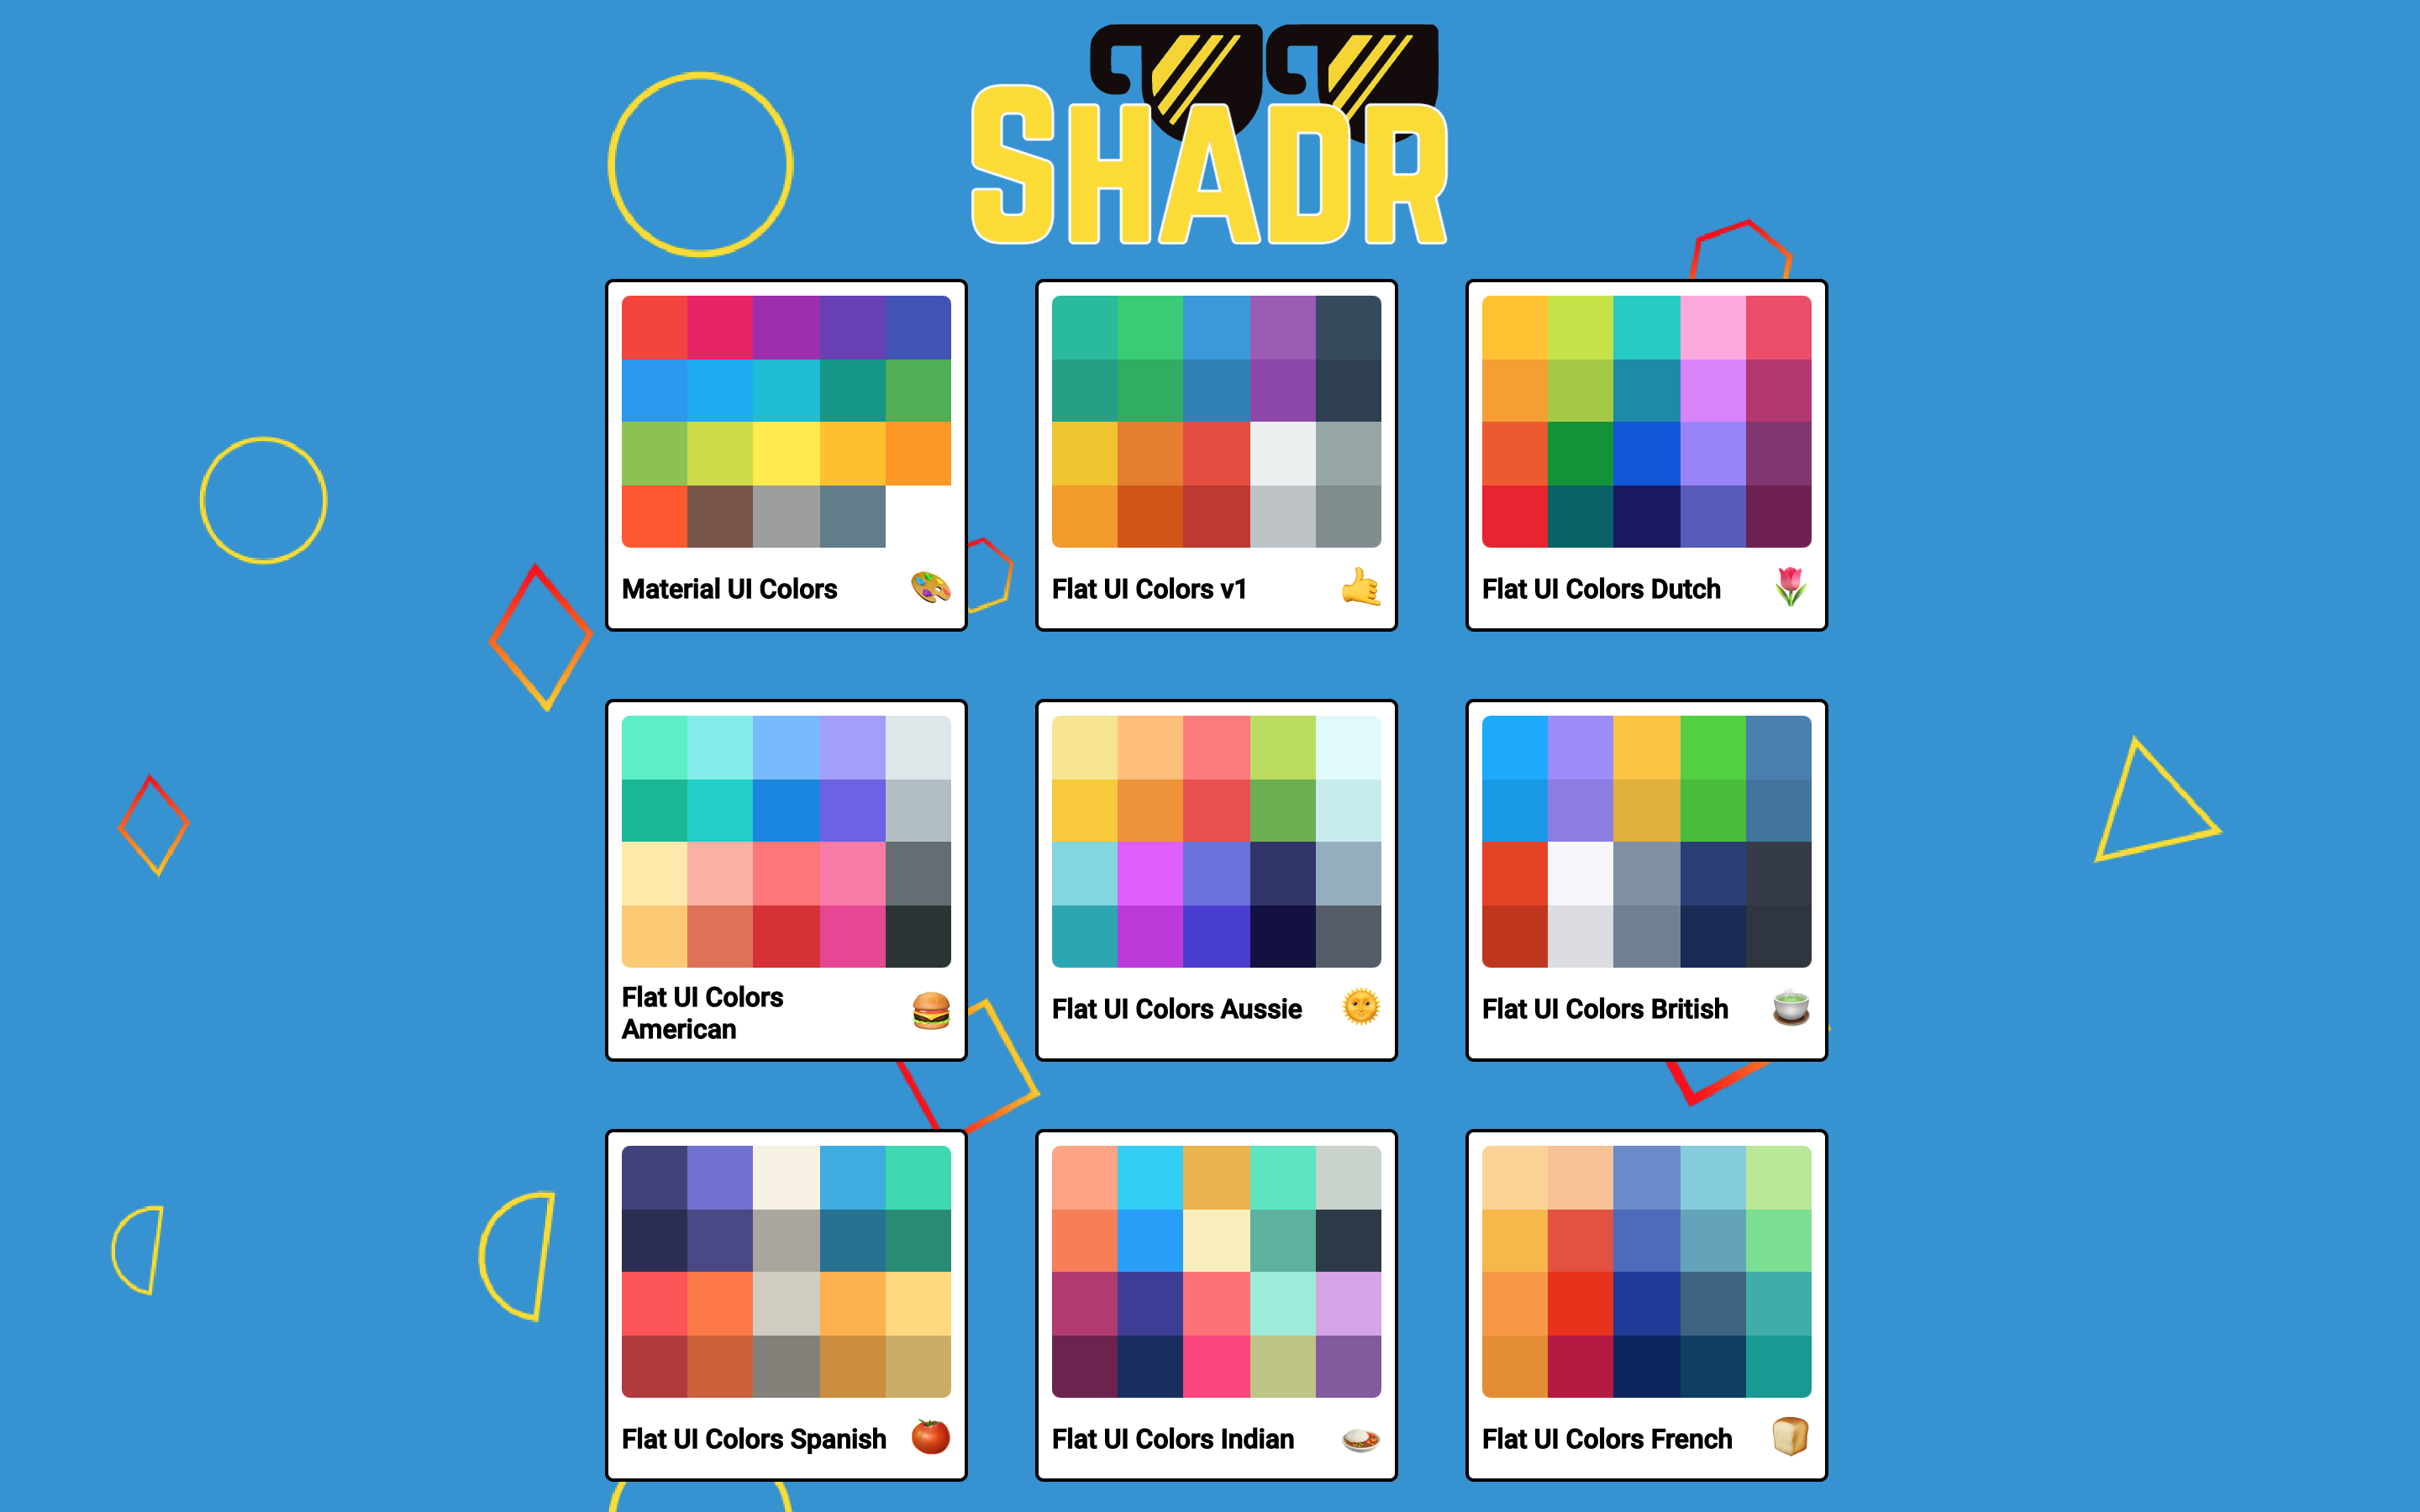 SHADR
Material UI Colors
Flat UI Colors v1
Flat UI Colors Dutch
Flat UI Colors
American
Flat UI Colors Aussie
Flat UI Colors British
Flat UI Colors Spanish
Flat UI Colors Indian
Flat UI Colors French